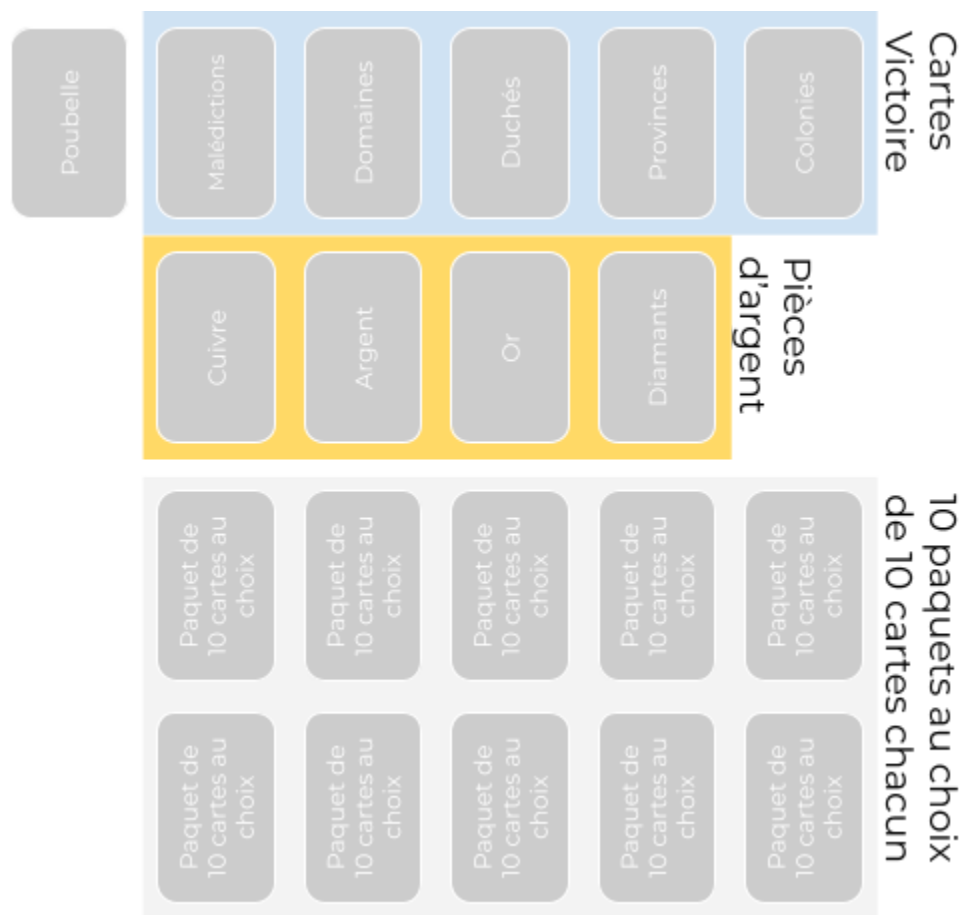 Cartes
Victoire
Poubelle
Malédictions
Domaines
Duchés
Provinces
Colonies
Pièces
d'argent
Cuivre
Argent
Or
Diamants
10 paquets au choix
de 10 cartes chacun
Paquet de
10 cartes au
choix
Paquet de
10 cartes au
choix
Paquet de
10 cartes au
choix
Paquet de
10 cartes au
choix
Paquet de
10 cartes au
choix
Paquet de
10 cartes au
choix
Paquet de
10 cartes au
choix
Paquet de
10 cartes au
choix
Paquet de
10 cartes au
choix
Paquet de
10 cartes au
choix